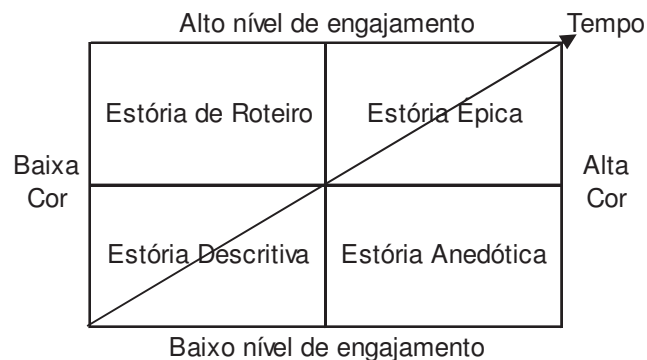 Alto nível de engajamento
Tempo
Estória de Roteiro
Estória Épica
Baixa
Cor
Alta
Cor
Estória Descritiva
Estória Anedótica
Baixo nível de engajamento